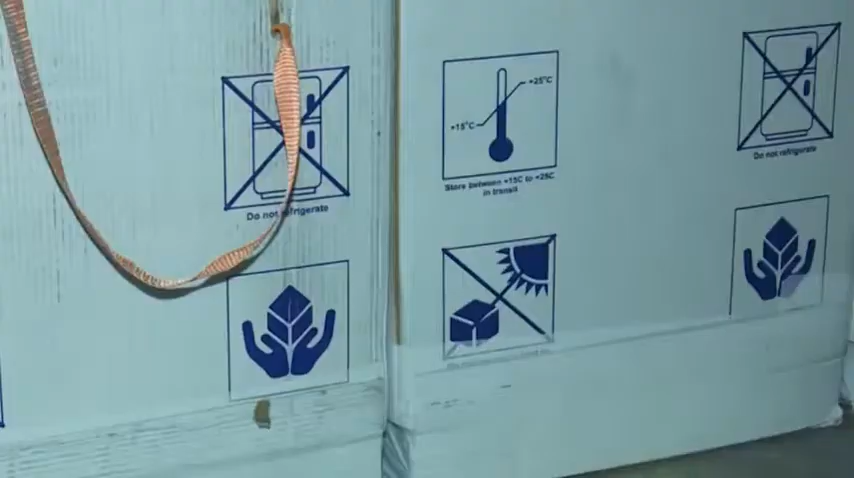 Do not refrigerate
+25°C
+15°C
Store between +15C to +25C
in transit
Do not refrigerate